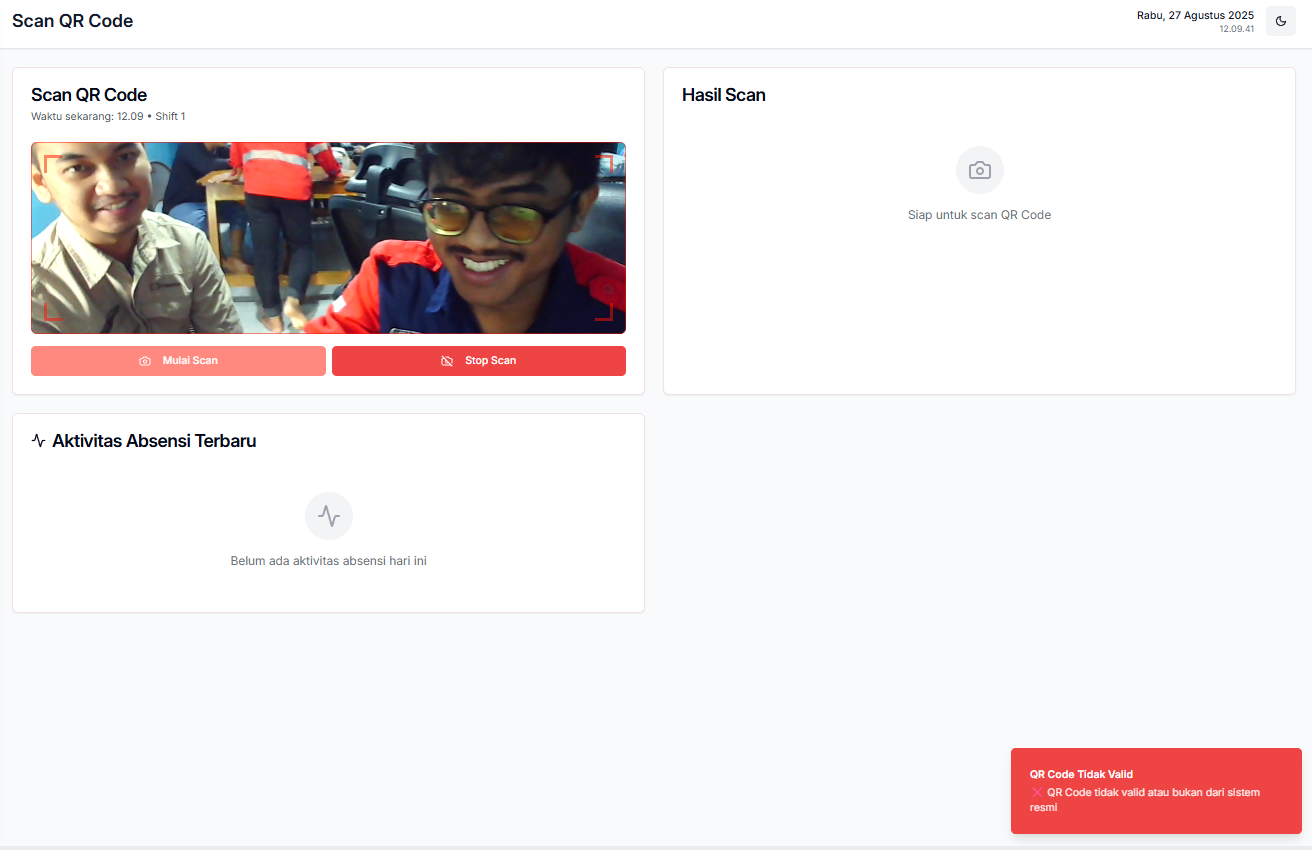 Scan QR Code
Rabu, 27 Agustus 2025
12.09.41
Scan QR Code
Waktu sekarang: 12.09 • Shift 1
Mulai Scan
Stop Scan
Hasil Scan
Siap untuk scan QR Code
Aktivitas Absensi Terbaru
Belum ada aktivitas absensi hari ini
QR Code Tidak Valid
❌ QR Code tidak valid atau bukan dari sistem
resmi